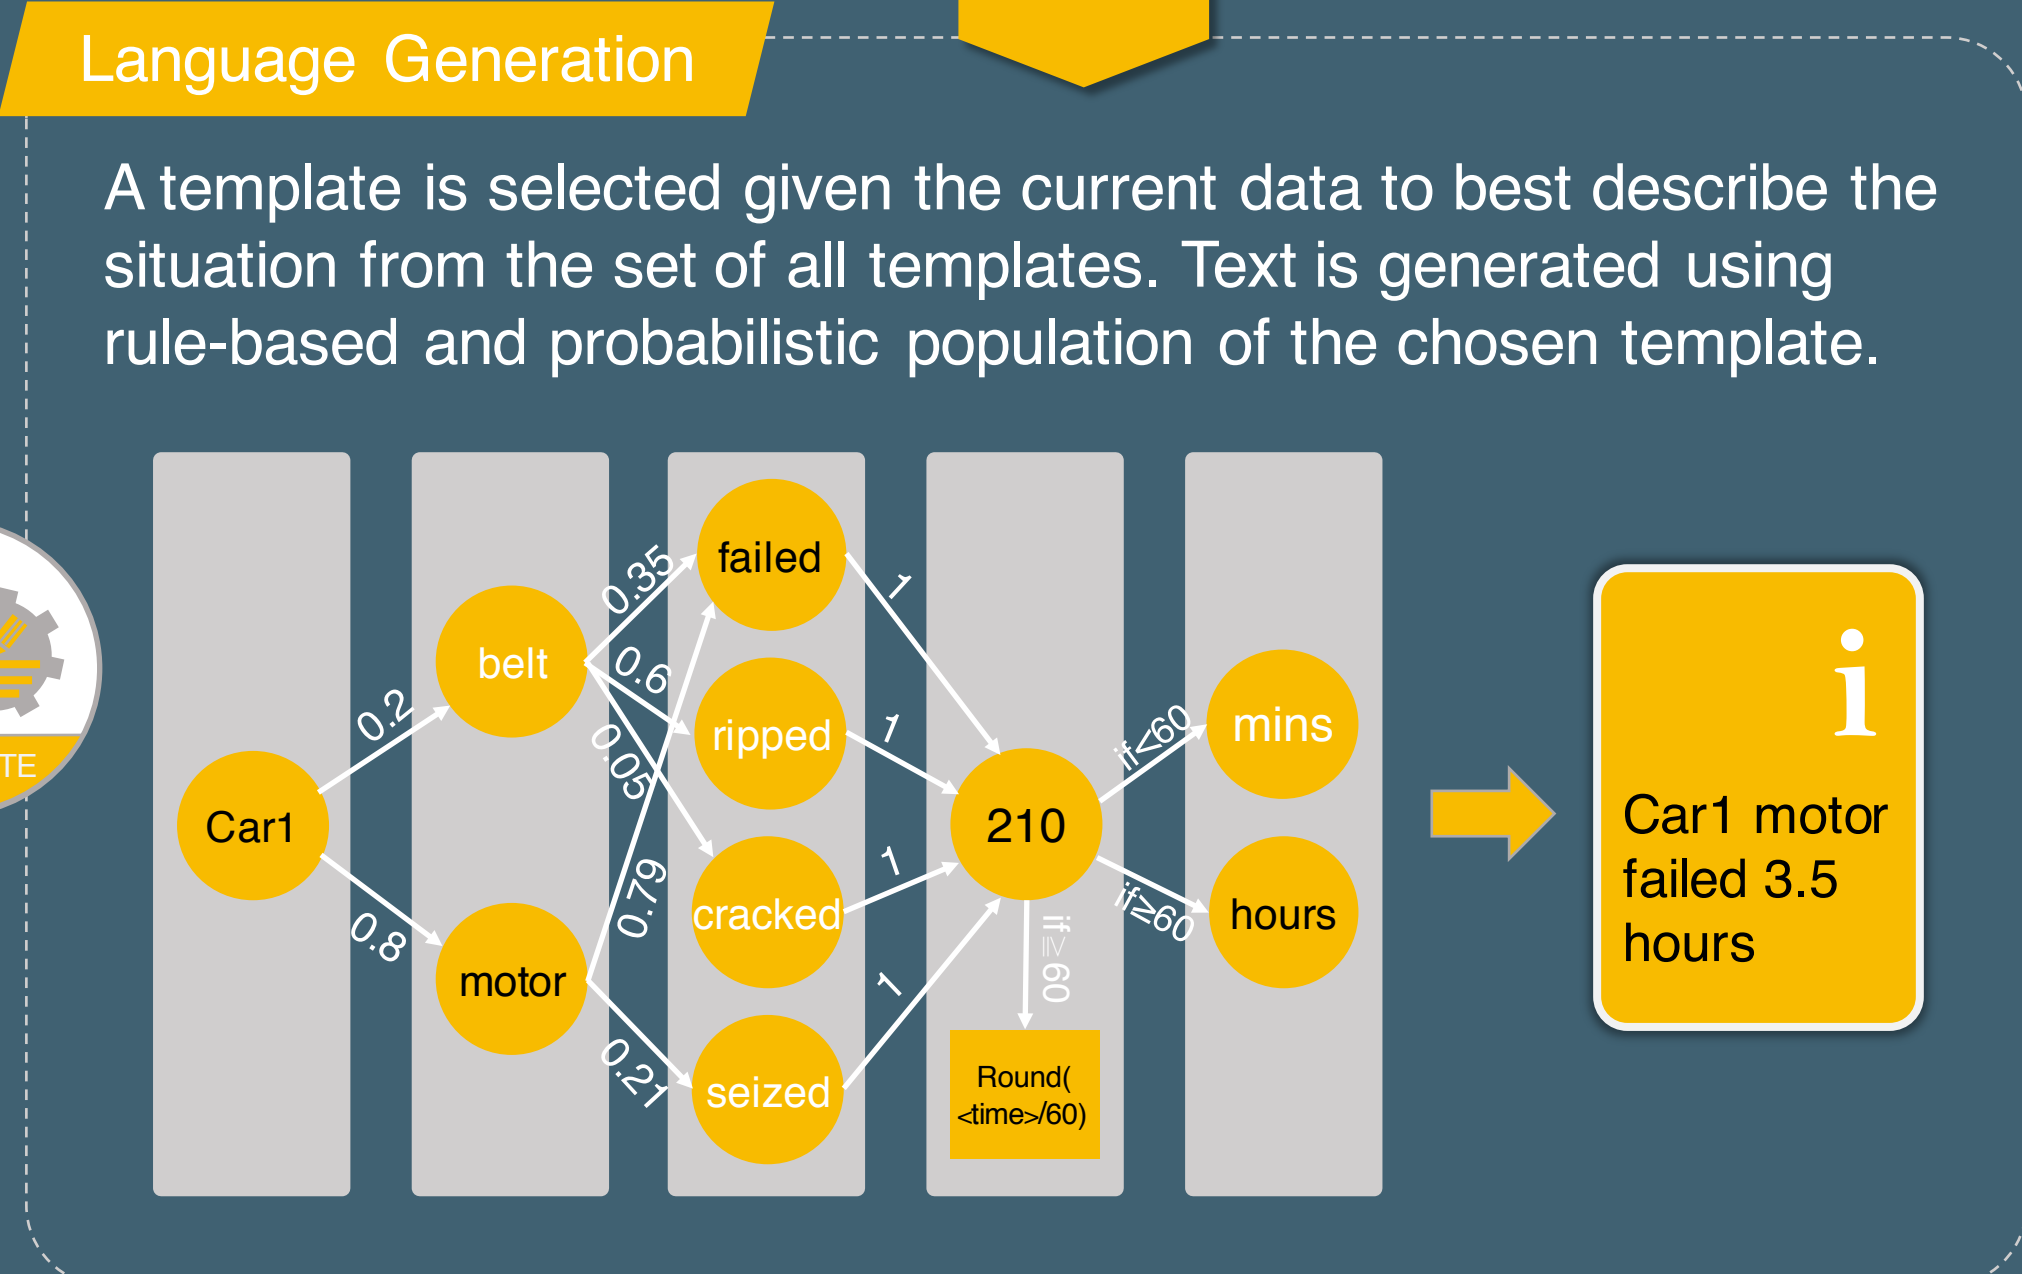 Language Generation
A template is selected given the current data to best describe the
situation from the set of all templates. Text is generated using
rule-based and probabilistic population of the chosen template.
Car1
0.2
0.8
belt
motor
0.35
0.6
0.05
0.79
0.21
failed
ripped
cracked
seized
1
1
1
1
210
if≥60
Round(
<time>/60)
if<60
if≥60
mins
hours
i
Car1 motor
failed 3.5
hours
TE